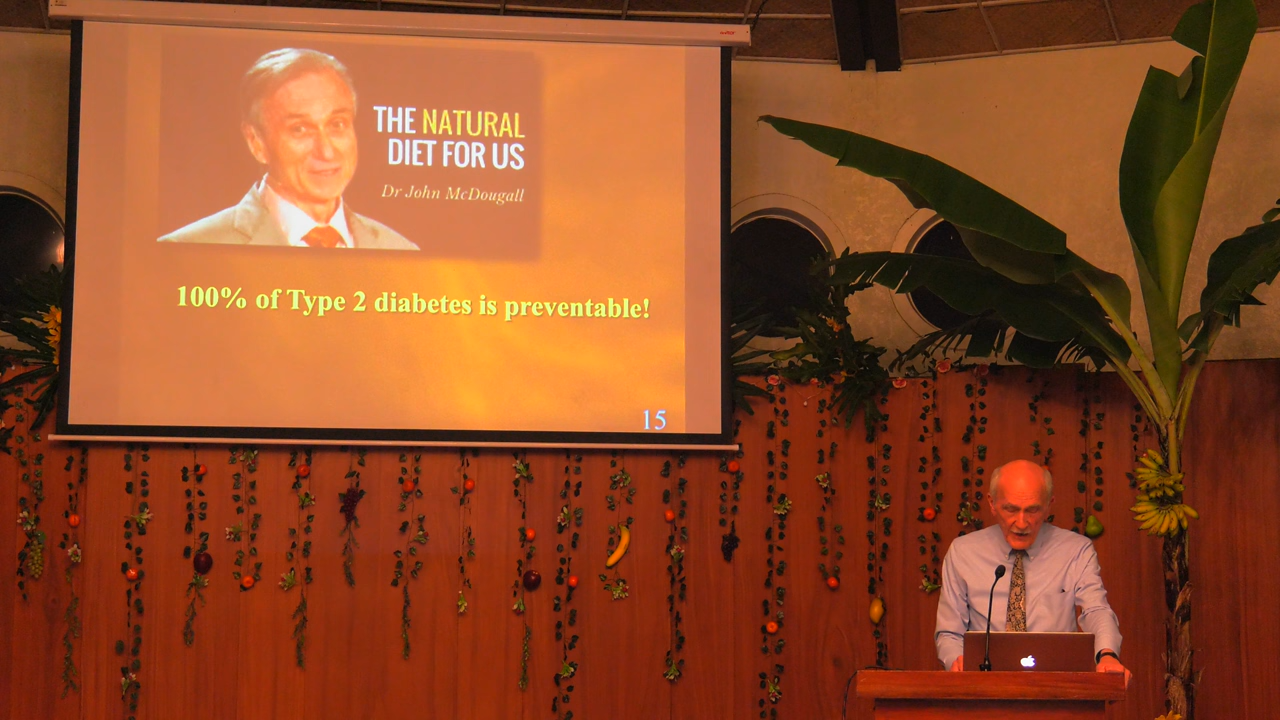 THE NATURAL
DIET FOR US
Dr John McDougall
100% of Type 2 diabetes is preventable!
15